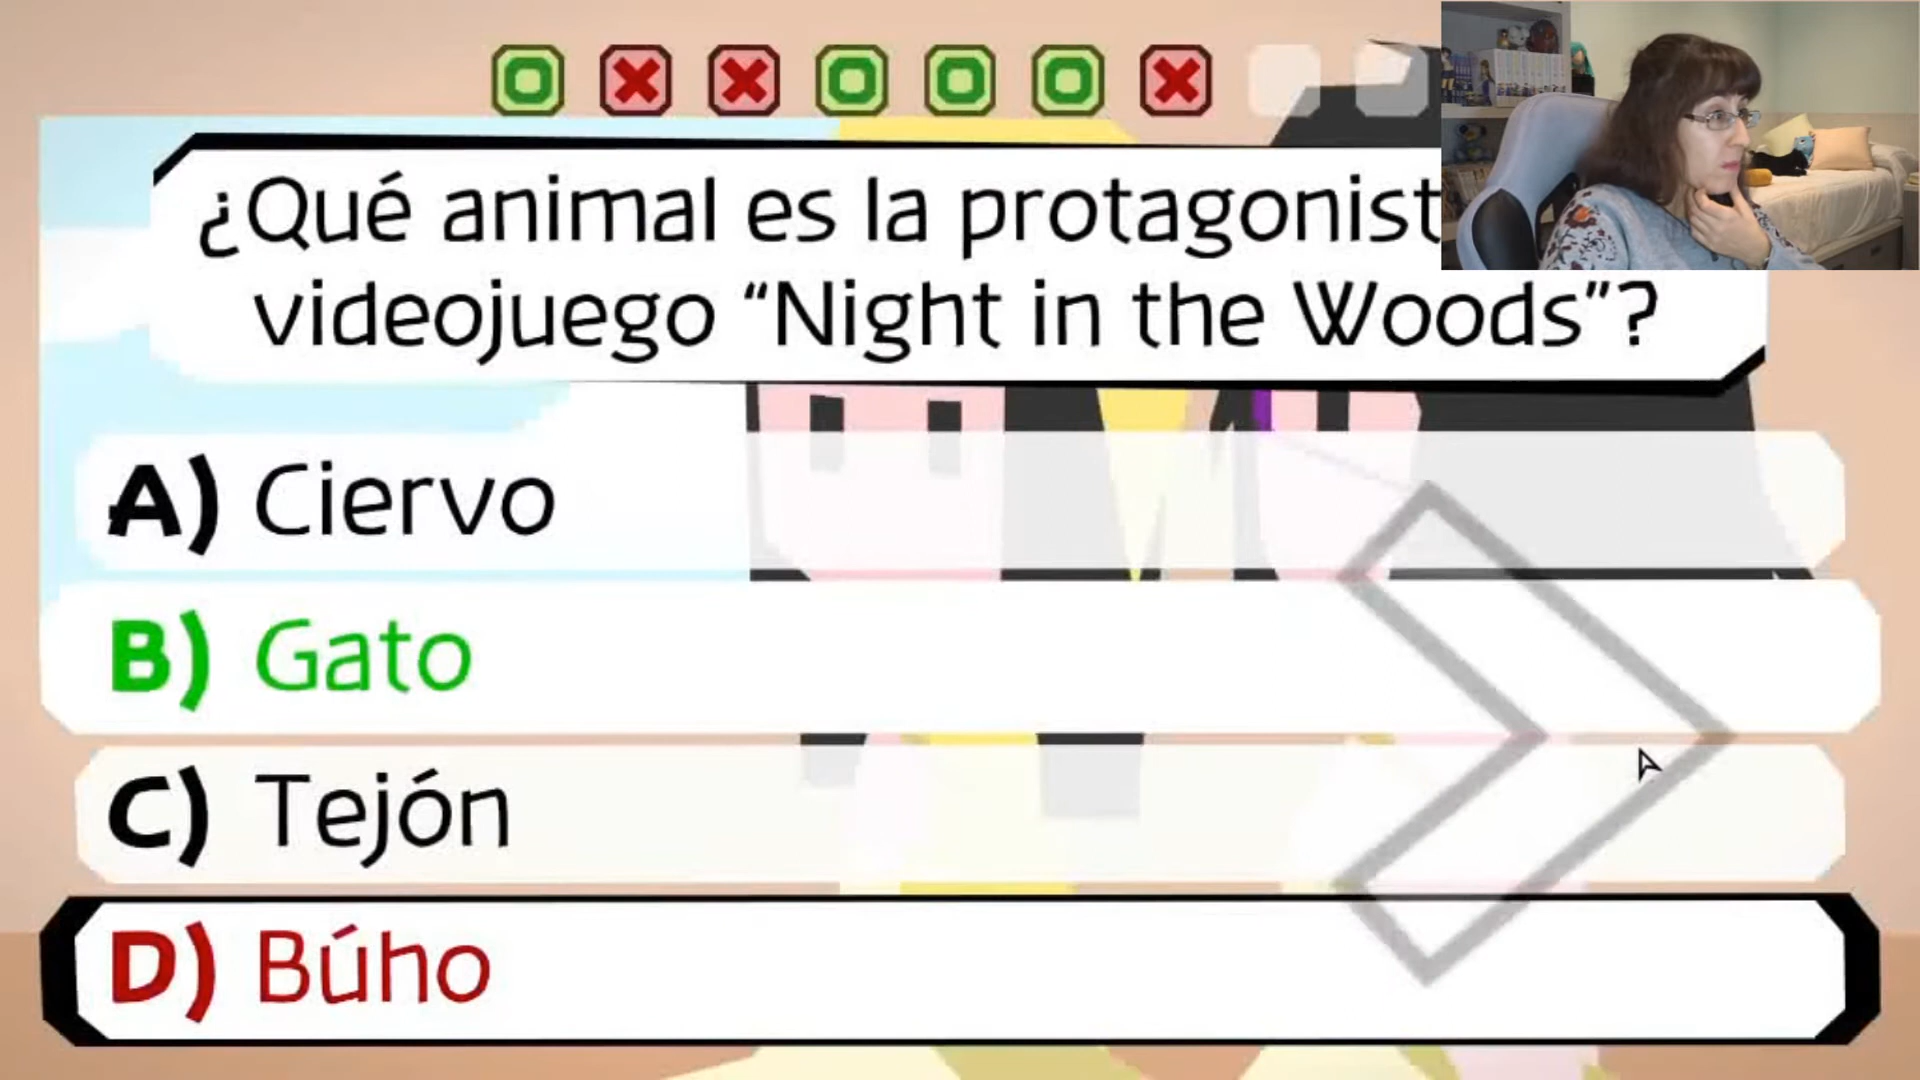 ¿Qué animal es la protagonist
videojuego “Night in the Woods”?
A) Ciervo
B) Gato
C) Tejón
D) Búho